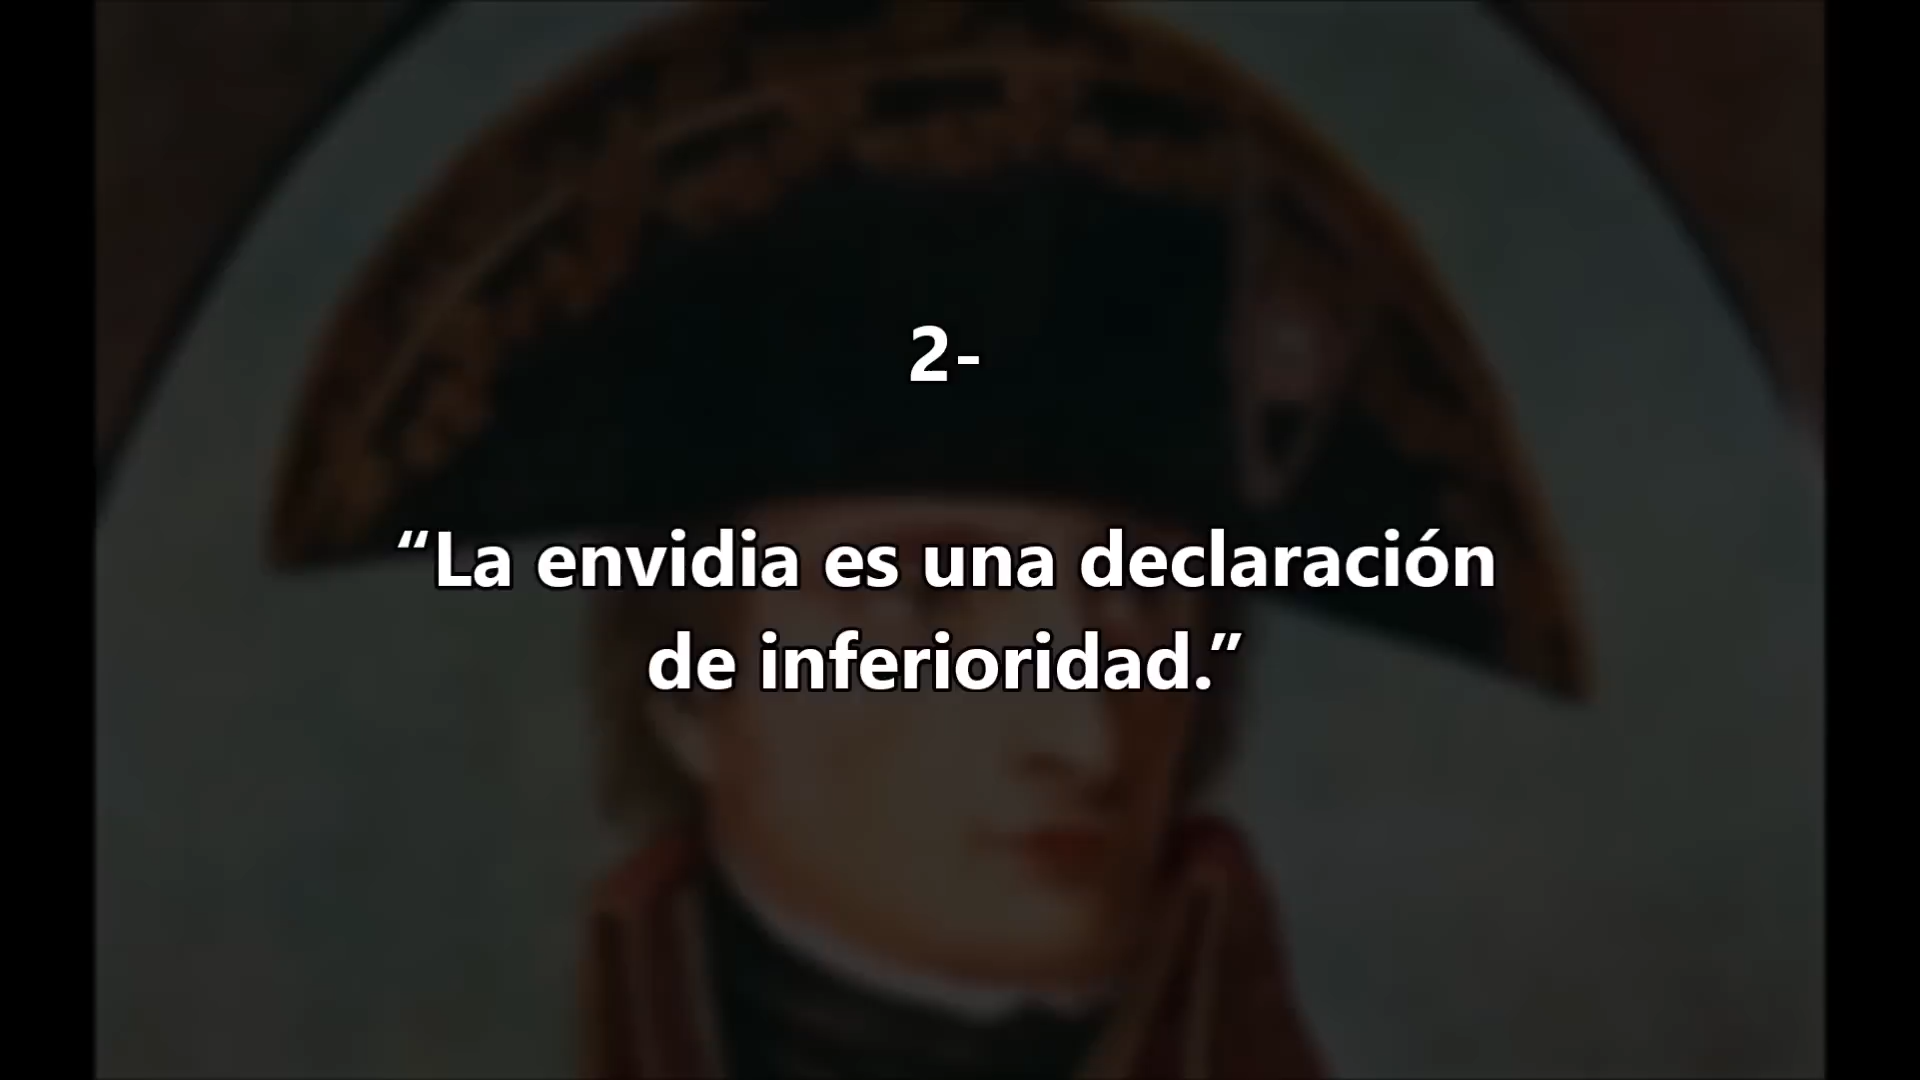 2-
“La envidia es una declaración
de inferioridad.”